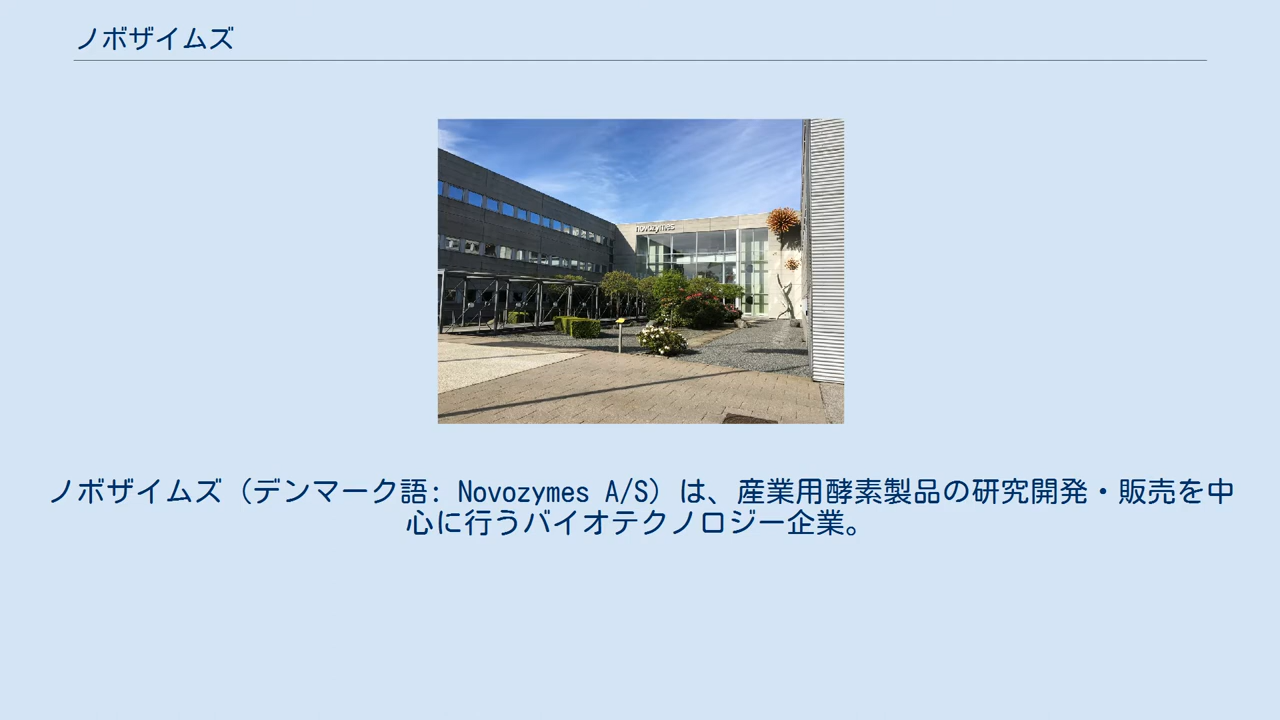 ノボザイムズ
novozymes
ノボザイムズ（デンマーク語: Novozymes A/S）は、産業用酵素製品の研究開発・販売を中
心に行うバイオテクノロジー企業。